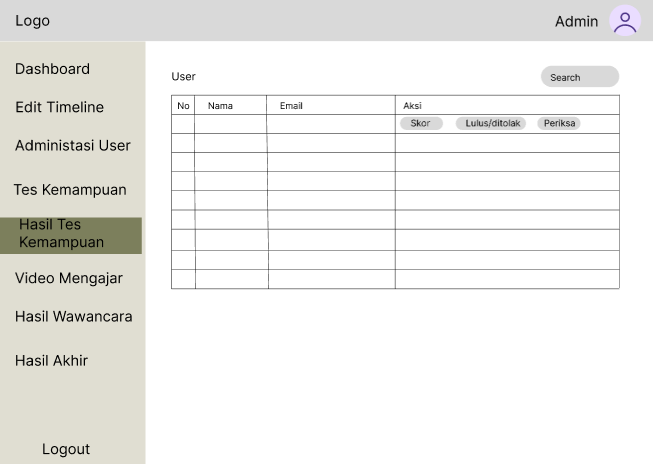 Logo
Admin
Dashboard
Edit Timeline
Administasi User
Tes Kemampuan
Hasil Tes
Kemampuan
Video Mengajar
Hasil Wawancara
Hasil Akhir
Logout
User
Search
No Nama Email Aksi
Skor Lulus/ditolak Periksa